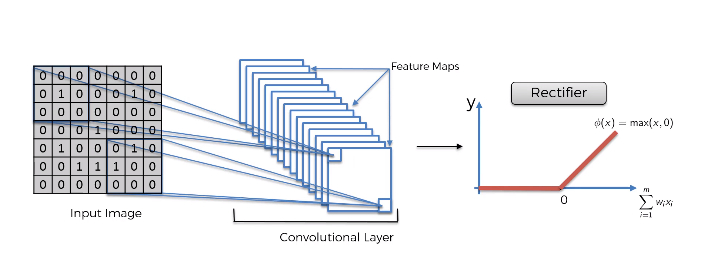 0 0 0 0 0 0 0
0 1 0 0 0 1 0
0 0 0 0 0 0 0
0 0 0 1 0 0 0
0 1 0 0 0 1 0
0 0 1 1 1 0 0
0 0 0 0 0 0 0
Input Image
Feature Maps
Convolutional Layer
Rectifier
y
ϕ(x) = max(x, 0)
0
m
∑ wᵢxᵢ
i=1